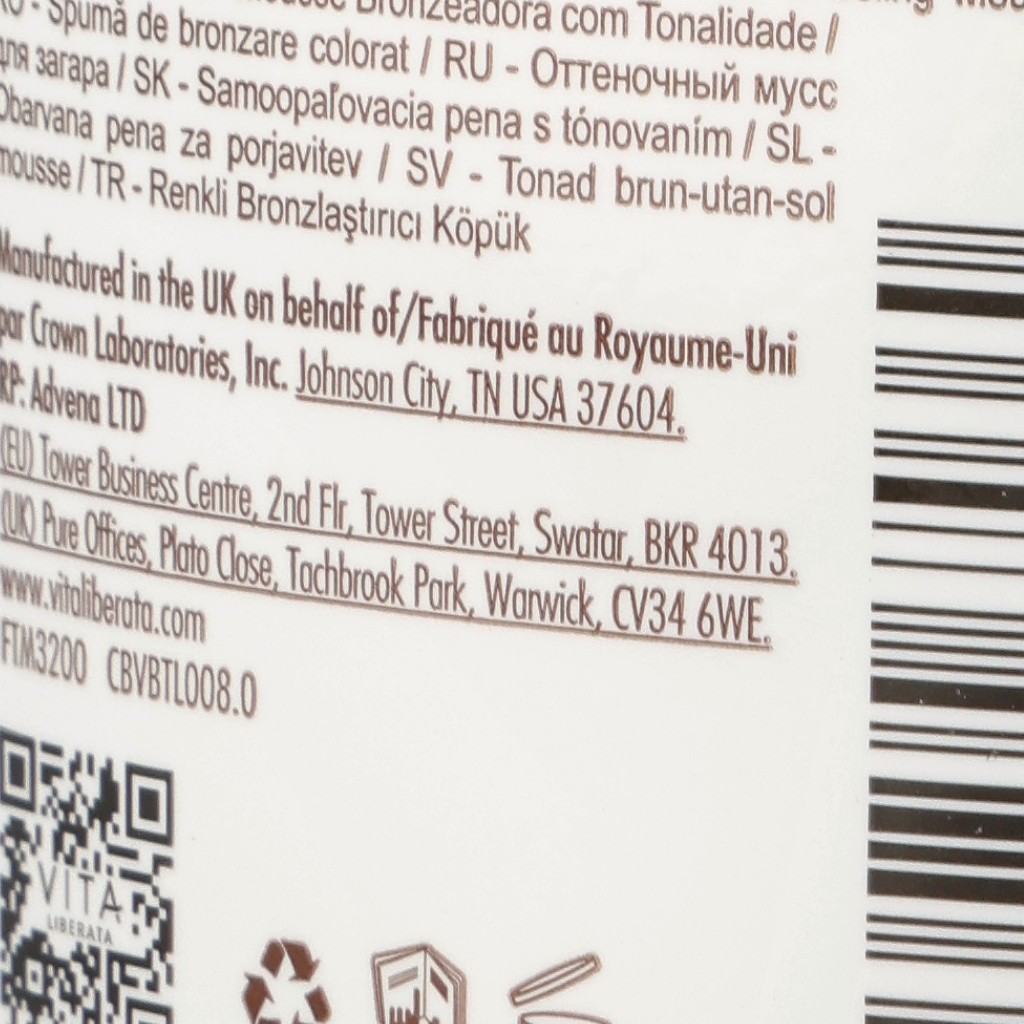 Bronzeadora com Tonalidade /
RO - Spumă de bronzare colorat / RU - Оттеночный мусс
для загара / SK - Samoopaľovacia pena s tónovaním / SL -
Obarvana pena za porjavitev / SV - Tonad brun-utan-sol
mousse / TR - Renkli Bronzlaştırıcı Köpük
Manufactured in the UK on behalf of/Fabriqué au Royaume-Uni
par Crown Laboratories, Inc. Johnson City, TN USA 37604.
RP: Advena LTD
(EU) Tower Business Centre, 2nd Flr, Tower Street, Swatar, BKR 4013.
(UK) Pure Offices, Plato Close, Tachbrook Park, Warwick, CV34 6WE.
www.vitaliberata.com
FTM3200 CBVBTL008.0
VITA
LIBERATA